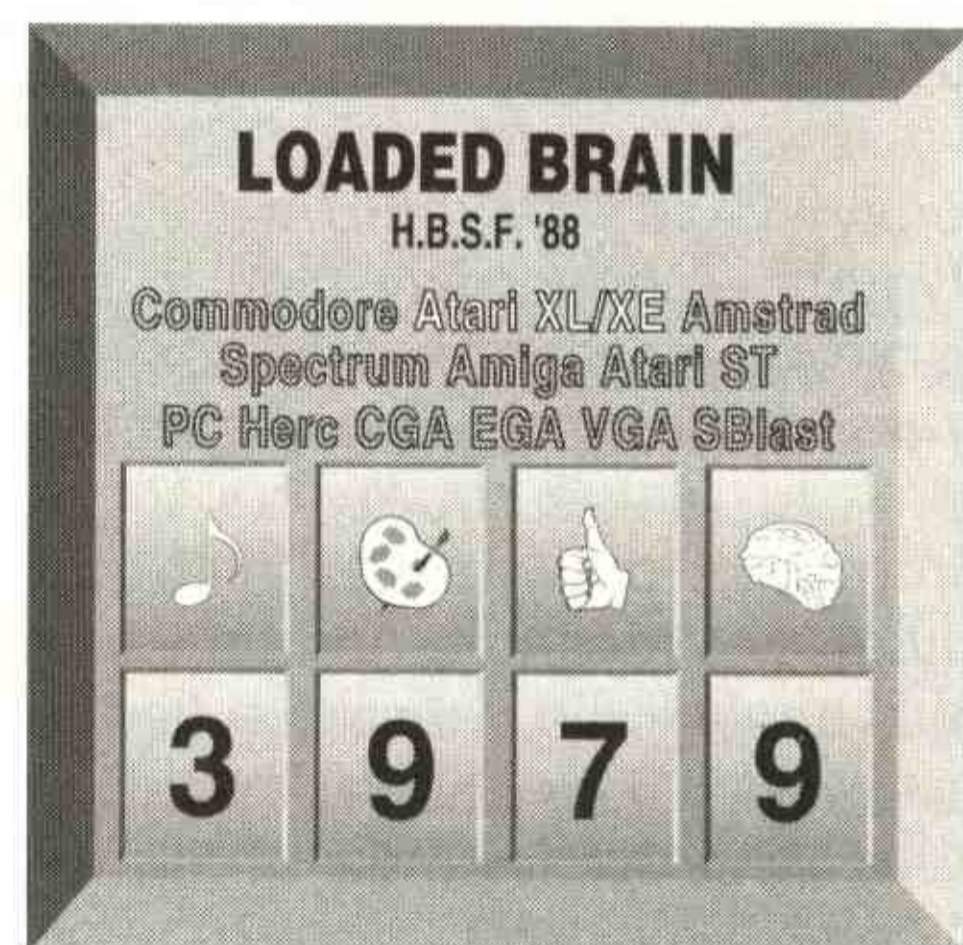 LOADED BRAIN
H.B.S.F. '88
Commodore Atari XL/XE Amstrad
Spectrum Amiga Atari ST
PC Herc CGA EGA VGA SBlast
3 9 7 9